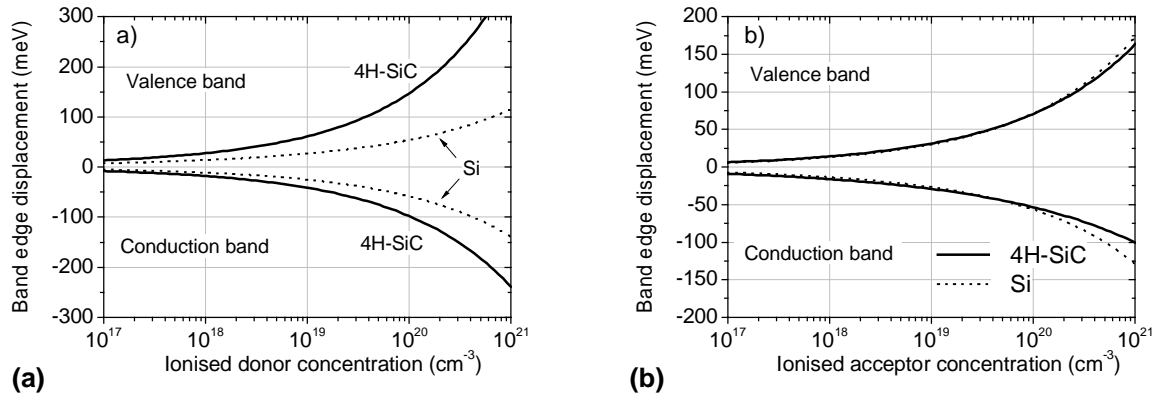 a)
Valence band
4H-SiC
Si
Conduction band
4H-SiC
300
200
100
0
-100
-200
-300
Band edge displacement (meV)
10^17 10^18 10^19 10^20 10^21
Ionised donor concentration (cm^-3)
(a)
b)
Valence band
Conduction band
4H-SiC
Si
200
150
100
50
0
-50
-100
-150
-200
Band edge displacement (meV)
10^17 10^18 10^19 10^20 10^21
Ionised acceptor concentration (cm^-3)
(b)